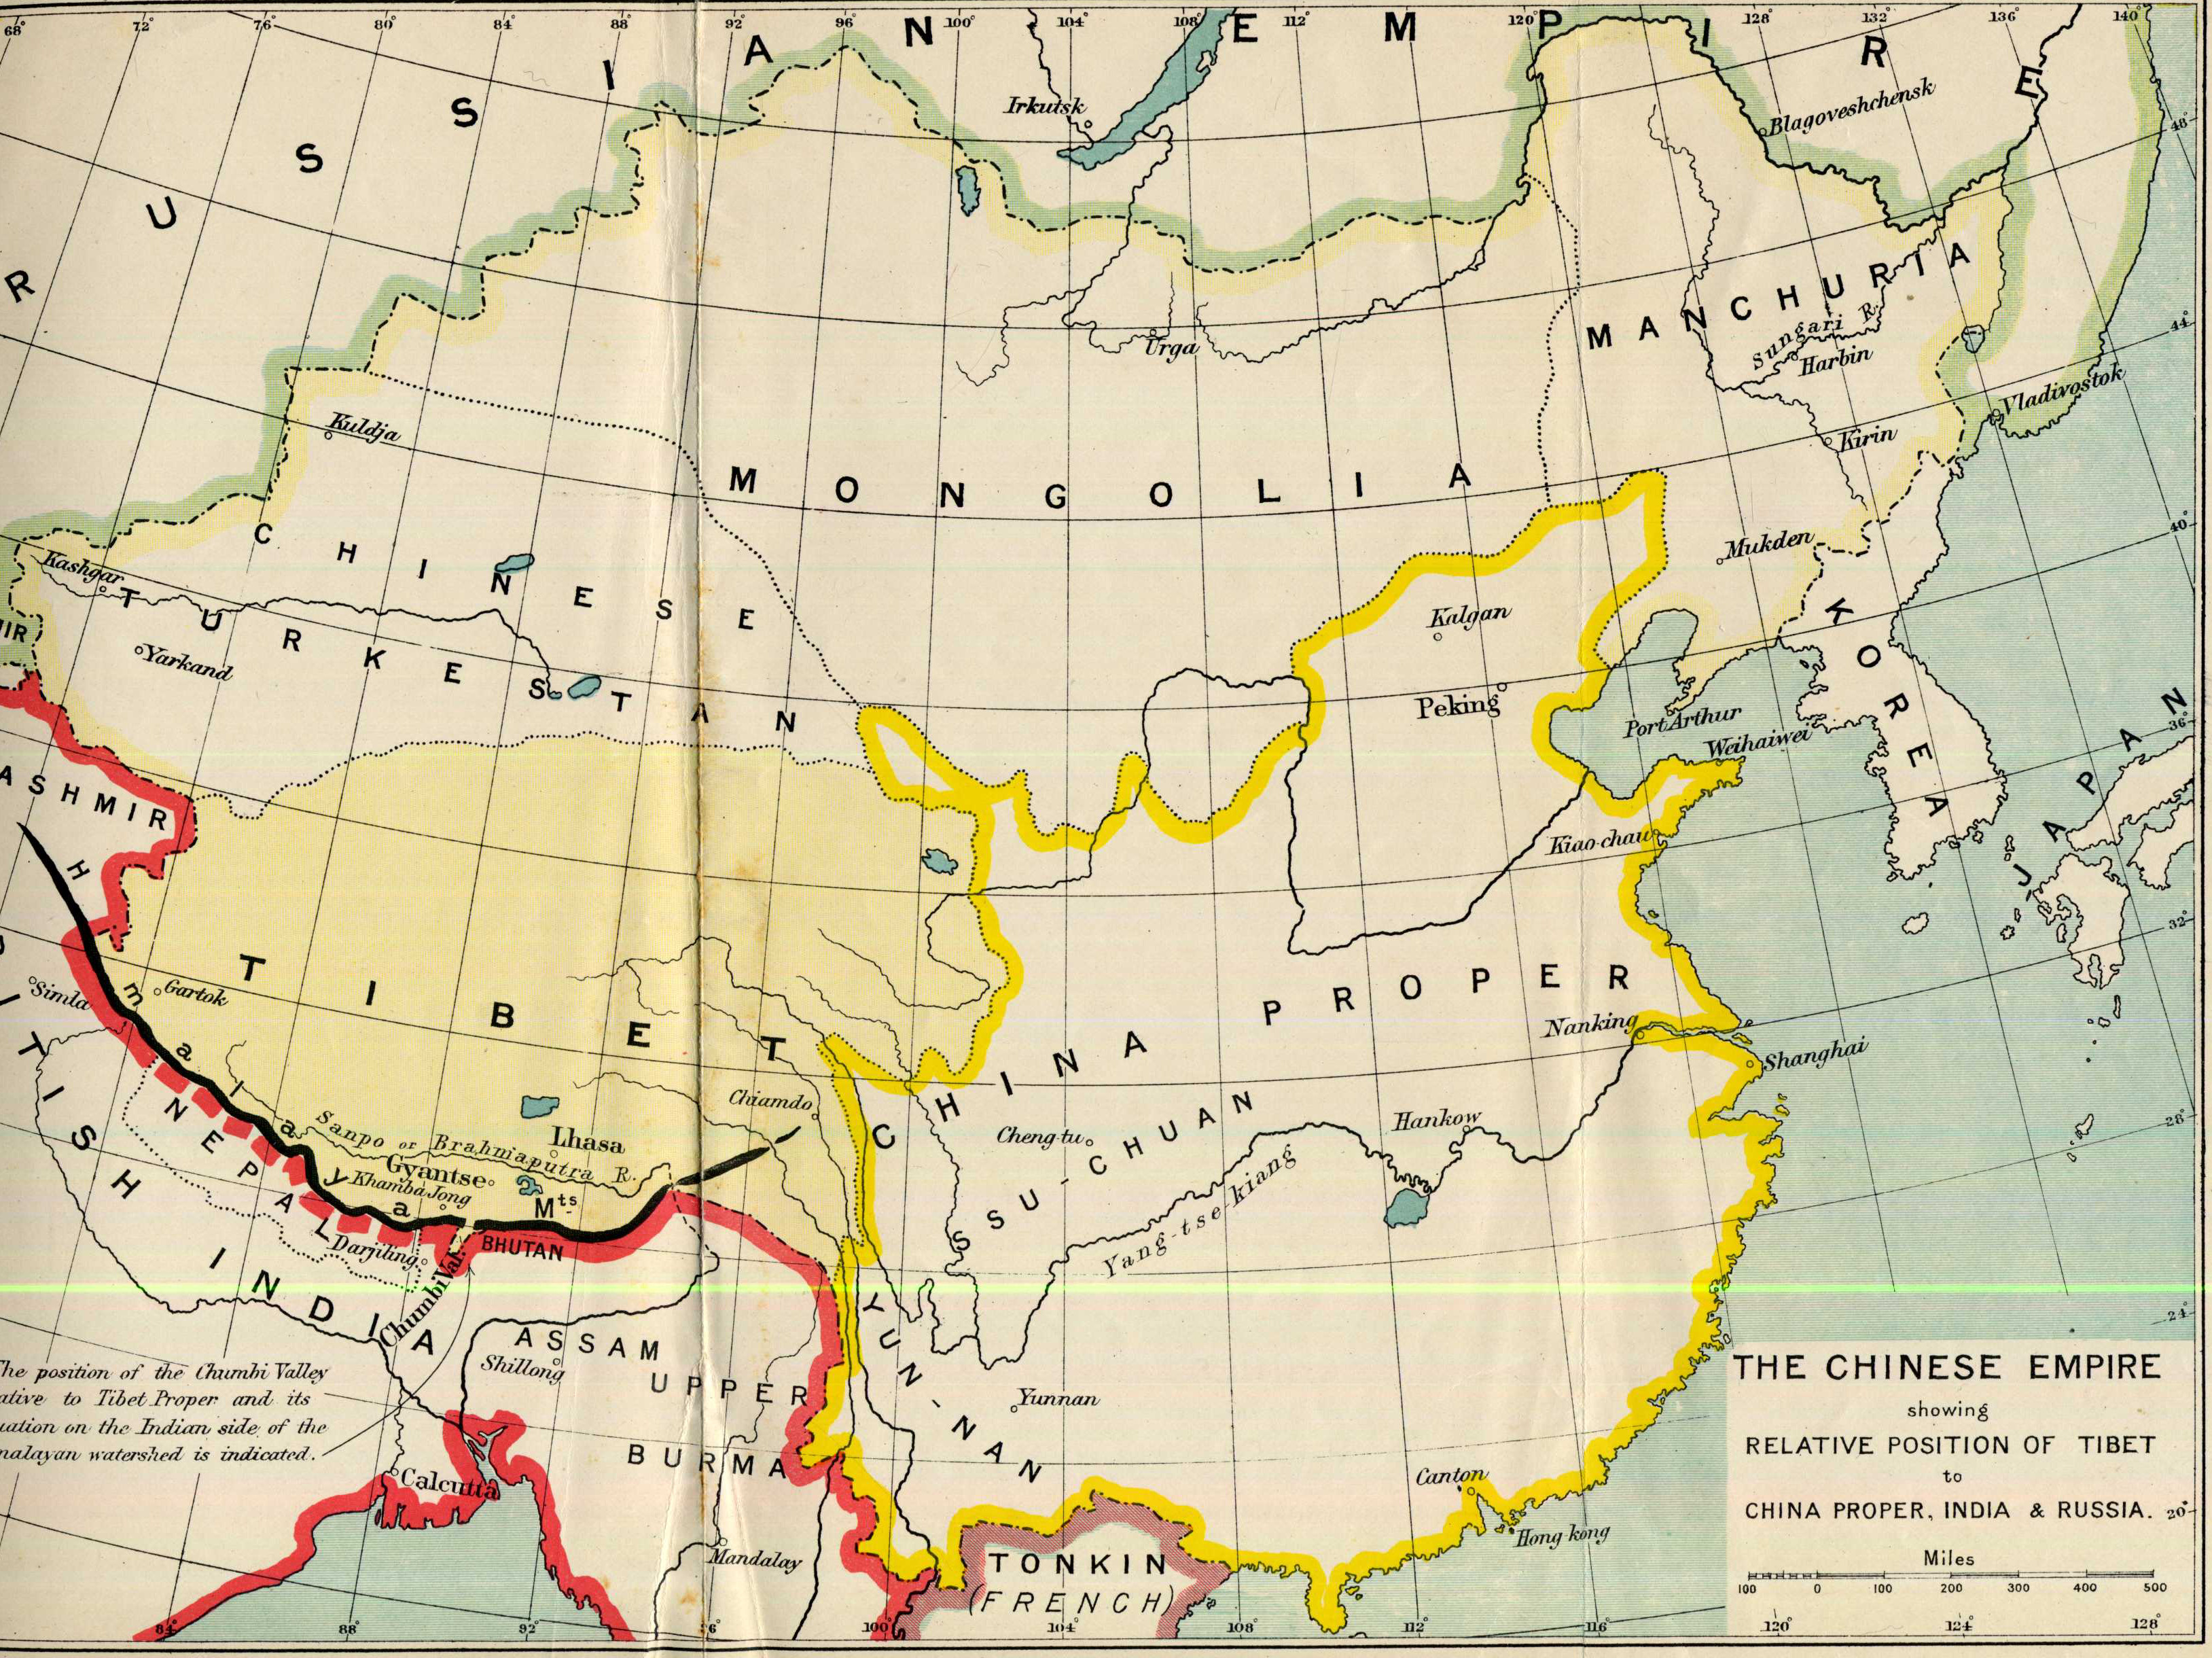 68° 72° 76° 80° 84° 88° 92° 96° 100° 104° 108° 112° 120° 128° 132° 136° 140°
RUSSIAN EMPIRE
Irkutsk
Blagoveshchensk
48°
MANCHURIA
Sungari R.
Harbin
44°
Urga
Vladivostok
Kuldja
Kirin
MONGOLIA
CHINESE
TURKESTAN
Kashgar
Yarkand
Mukden
40°
Kalgan
KOREA
Peking
Port Arthur
Weihaiwei
36°
JAPAN
ASHMIR
Kiao-chau
32°
TIBET
Gartok
Simla
CHINA PROPER
Nanking
Shanghai
Himalaya Mts
NEPAL
Sanpo or Brahmaputra R.
Lhasa
Gyantse
Khamba Jong
Chiamdo
Cheng-tu
SSU-CHUAN
Hankow
28°
Yang-tse-kiang
BHUTAN
Darjiling
Chumbi Val.
ITISH
INDIA
YUN-NAN
24°
ASSAM
Shillong
UPPER
BURMA
Yunnan
he position of the Chumbi Valley
ative to Tibet Proper and its
uation on the Indian side of the
malayan watershed is indicated.
Calcutta
Canton
Hong-kong
Mandalay
TONKIN
(FRENCH)
THE CHINESE EMPIRE
showing
RELATIVE POSITION OF TIBET
to
CHINA PROPER, INDIA & RUSSIA.
20°
Miles
100 0 100 200 300 400 500
84° 88° 92° 96° 100° 104° 108° 112° 116° 120° 124° 128°